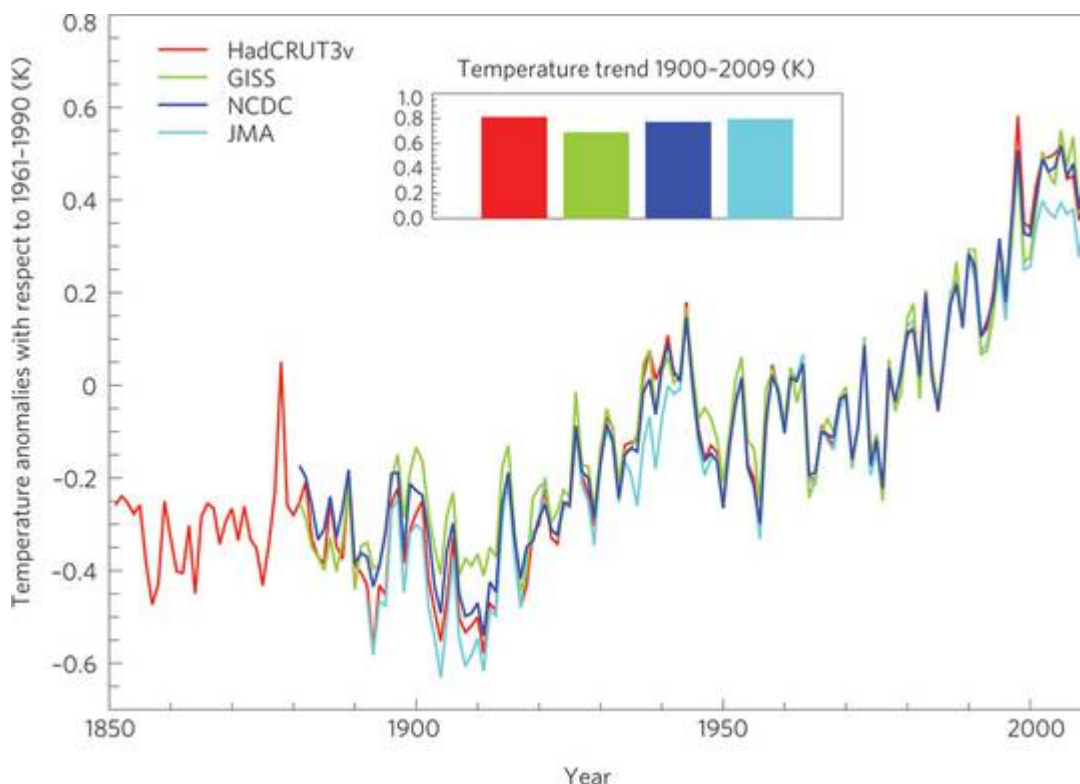 Temperature anomalies with respect to 1961–1990 (K)
0.8
0.6
0.4
0.2
0
−0.2
−0.4
−0.6
HadCRUT3v
GISS
NCDC
JMA
Temperature trend 1900–2009 (K)
1.0
0.8
0.6
0.4
0.2
0.0
1850
1900
1950
2000
Year